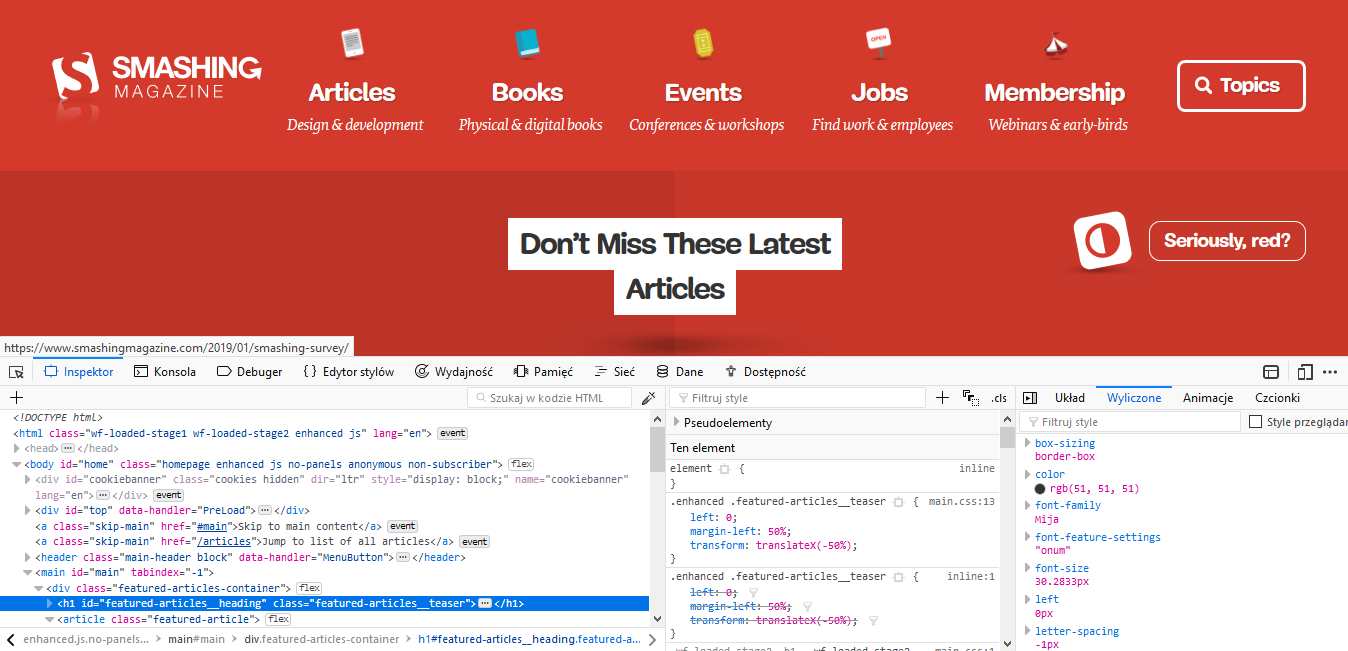 OPEN
SMASHING
MAGAZINE
Articles
Design & development
Books
Physical & digital books
Events
Conferences & workshops
Jobs
Find work & employees
Membership
Webinars & early-birds
Topics
Don’t Miss These Latest
Articles
Seriously, red?
https://www.smashingmagazine.com/2019/01/smashing-survey/
Inspektor
Konsola
Debuger
{ } Edytor stylów
Wydajność
Pamięć
Sieć
Dane
Dostępność
Szukaj w kodzie HTML
<!DOCTYPE html>
<html class="wf-loaded-stage1 wf-loaded-stage2 enhanced js" lang="en"> event
<head> ••• </head>
<body id="home" class="homepage enhanced js no-panels anonymous non-subscriber"> flex
<div id="cookiebanner" class="cookies hidden" dir="ltr" style="display: block;" name="cookiebanner"
lang="en"> ••• </div> event
<div id="top" data-handler="PreLoad"> ••• </div>
<a class="skip-main" href="#main">Skip to main content</a> event
<a class="skip-main" href="/articles">Jump to list of all articles</a> event
<header class="main-header block" data-handler="MenuButton"> ••• </header>
<main id="main" tabindex="-1">
<div class="featured-articles-container"> flex
<h1 id="featured-articles__heading" class="featured-articles__teaser"> ••• </h1>
<article class="featured-article"> flex
enhanced.js.no-panels... > main#main > div.featured-articles-container > h1#featured-articles__heading.featured-a...
Filtruj style
+ .cls
Pseudoelementy
Ten element
element { inline
}
.enhanced .featured-articles__teaser { main.css:13
left: 0;
margin-left: 50%;
transform: translateX(-50%);
}
.enhanced .featured-articles__teaser { inline:1
left: 0;
margin-left: 50%;
transform: translateX(-50%);
}
.wf-loaded-stage2 h1, .wf-loaded-stage2 main.css:1
Układ
Wyliczone
Animacje
Czcionki
Filtruj style
Style przeglądar
box-sizing
border-box
color
rgb(51, 51, 51)
font-family
Mija
font-feature-settings
"onum"
font-size
30.2833px
left
0px
letter-spacing
-1px